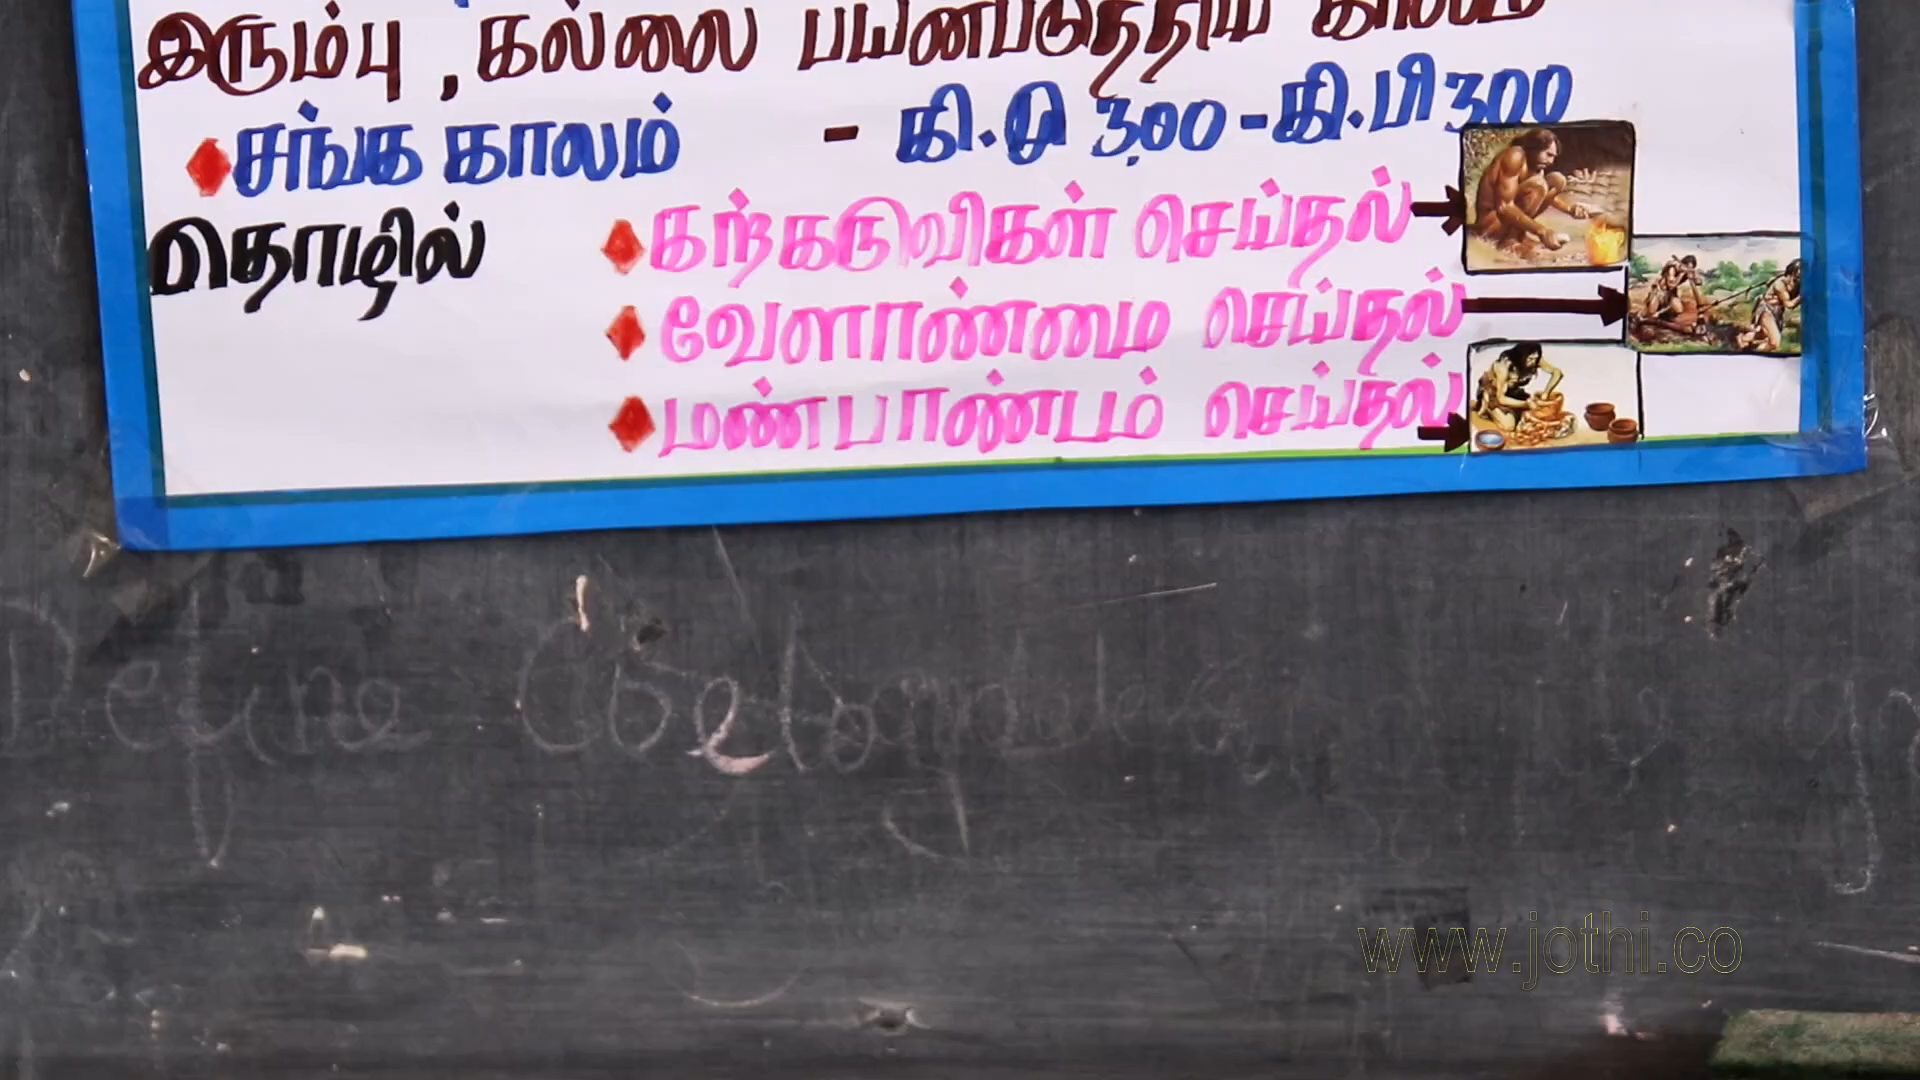 இரும்பு, கல்லை பயன்படுத்திய காலம்
சங்க காலம் - கி.மு 300 - கி.பி 300
தொழில் கற்கருவிகள் செய்தல்
வேளாண்மை செய்தல்
மண்பாண்டம் செய்தல்
Define
www.jothi.co